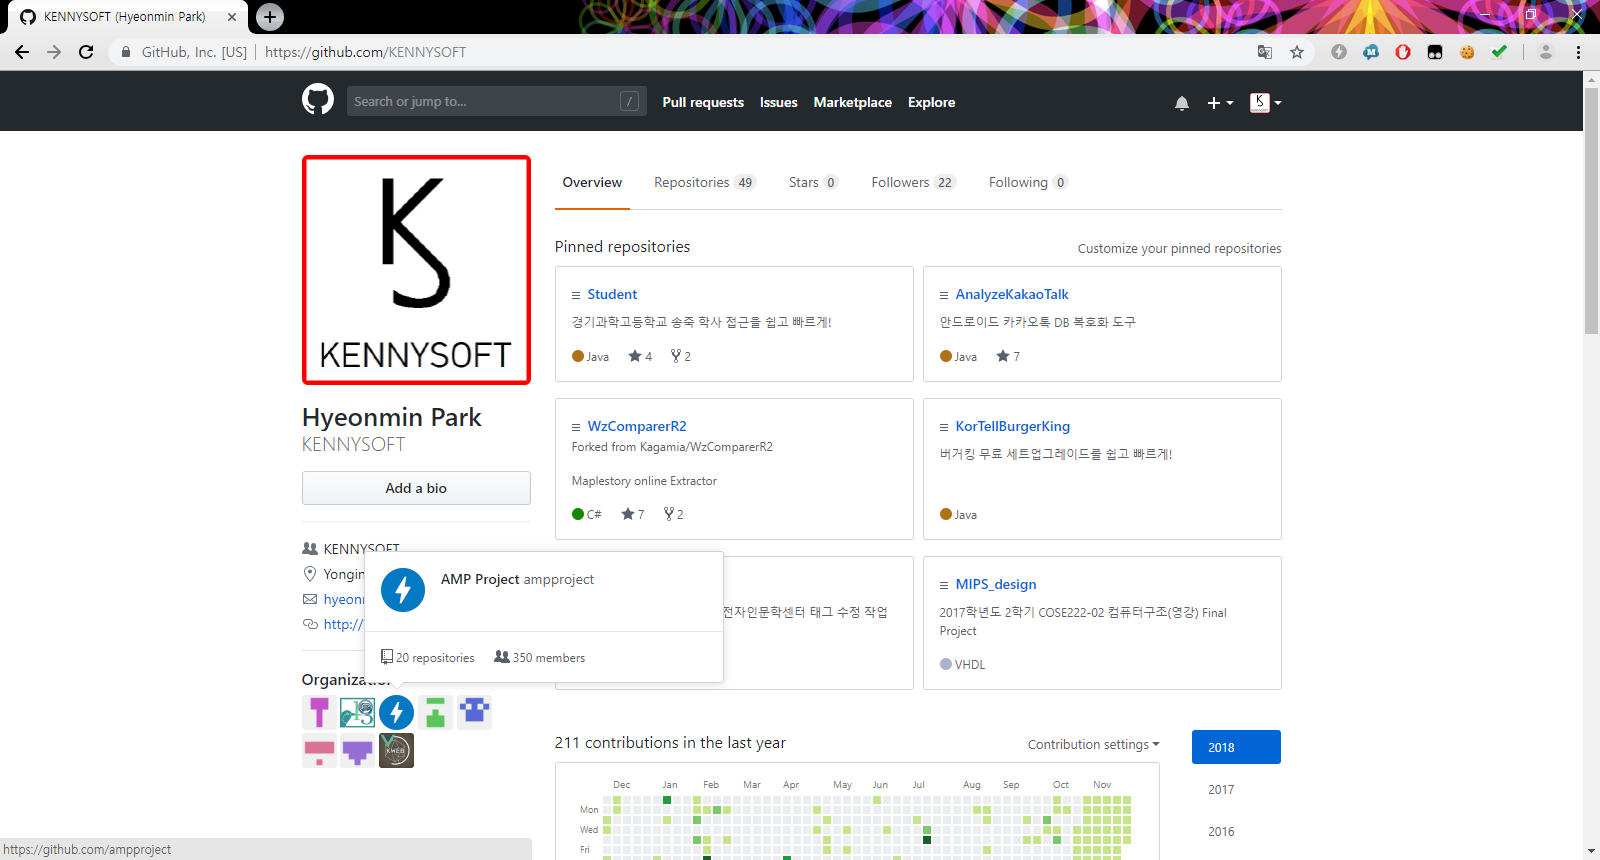 KENNYSOFT (Hyeonmin Park)
GitHub, Inc. [US] https://github.com/KENNYSOFT
Search or jump to... /
Pull requests Issues Marketplace Explore
KENNYSOFT
Hyeonmin Park
KENNYSOFT
Add a bio
KENNYSOFT
Yongin
hyeonm
http://
Organization
Overview Repositories 49 Stars 0 Followers 22 Following 0
Pinned repositories
Customize your pinned repositories
Student
경기과학고등학교 송죽 학사 접근을 쉽고 빠르게!
Java 4 2
AnalyzeKakaoTalk
안드로이드 카카오톡 DB 복호화 도구
Java 7
WzComparerR2
Forked from Kagamia/WzComparerR2
Maplestory online Extractor
C# 7 2
KorTellBurgerKing
버거킹 무료 세트업그레이드를 쉽고 빠르게!
Java
AMP Project ampproject
20 repositories 350 members
전자인문학센터 태그 수정 작업
MIPS_design
2017학년도 2학기 COSE222-02 컴퓨터구조(영강) Final
Project
VHDL
211 contributions in the last year
Contribution settings
2018
2017
2016
Dec Jan Feb Mar Apr May Jun Jul Aug Sep Oct Nov
Mon
Wed
Fri
https://github.com/ampproject